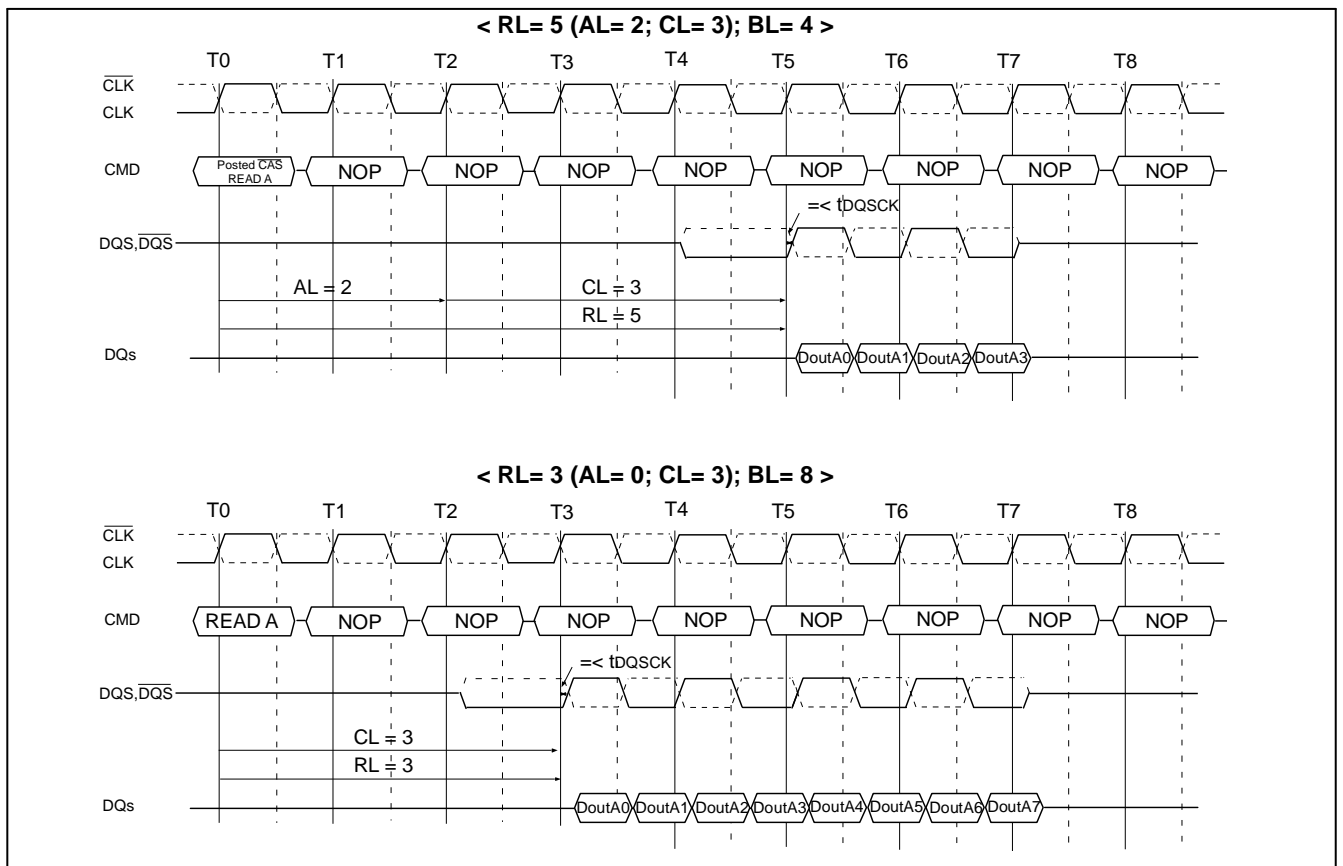 < RL= 5 (AL= 2; CL= 3); BL= 4 >
T0 T1 T2 T3 T4 T5 T6 T7 T8
CLK
CLK
CMD Posted CAS READ A NOP NOP NOP NOP NOP NOP NOP NOP
=< tDQSCK
DQS,DQS
AL = 2 CL = 3
RL = 5
DQs DoutA0 DoutA1 DoutA2 DoutA3
< RL= 3 (AL= 0; CL= 3); BL= 8 >
T0 T1 T2 T3 T4 T5 T6 T7 T8
CLK
CLK
CMD READ A NOP NOP NOP NOP NOP NOP NOP NOP
=< tDQSCK
DQS,DQS
CL = 3
RL = 3
DQs DoutA0 DoutA1 DoutA2 DoutA3 DoutA4 DoutA5 DoutA6 DoutA7